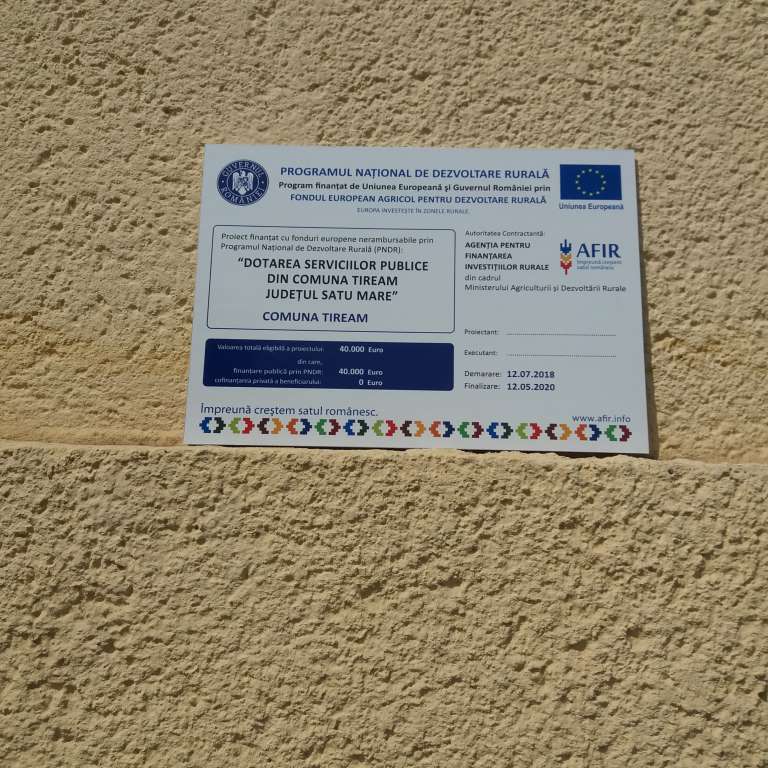 GUVERNUL ROMÂNIEI
PROGRAMUL NAȚIONAL DE DEZVOLTARE RURALĂ
Program finanțat de Uniunea Europeană și Guvernul României prin
FONDUL EUROPEAN AGRICOL PENTRU DEZVOLTARE RURALĂ
EUROPA INVESTEȘTE ÎN ZONELE RURALE
Uniunea Europeană
Proiect finanțat cu fonduri europene nerambursabile prin
Programul Național de Dezvoltare Rurală (PNDR):
“DOTAREA SERVICIILOR PUBLICE
DIN COMUNA TIREAM
JUDEȚUL SATU MARE”
COMUNA TIREAM
Autoritatea Contractantă:
AGENȚIA PENTRU
FINANȚAREA
INVESTIȚIILOR RURALE
din cadrul
Ministerului Agriculturii și Dezvoltării Rurale
AFIR
Împreună creștem
satul românesc
Valoarea totală eligibilă a proiectului: 40.000 Euro
din care,
finanțare publică prin PNDR: 40.000 Euro
cofinanțarea privată a beneficiarului: 0 Euro
Proiectant: ........................................
Executant: ........................................
Demarare: 12.07.2018
Finalizare: 12.05.2020
Împreună creștem satul românesc.
www.afir.info